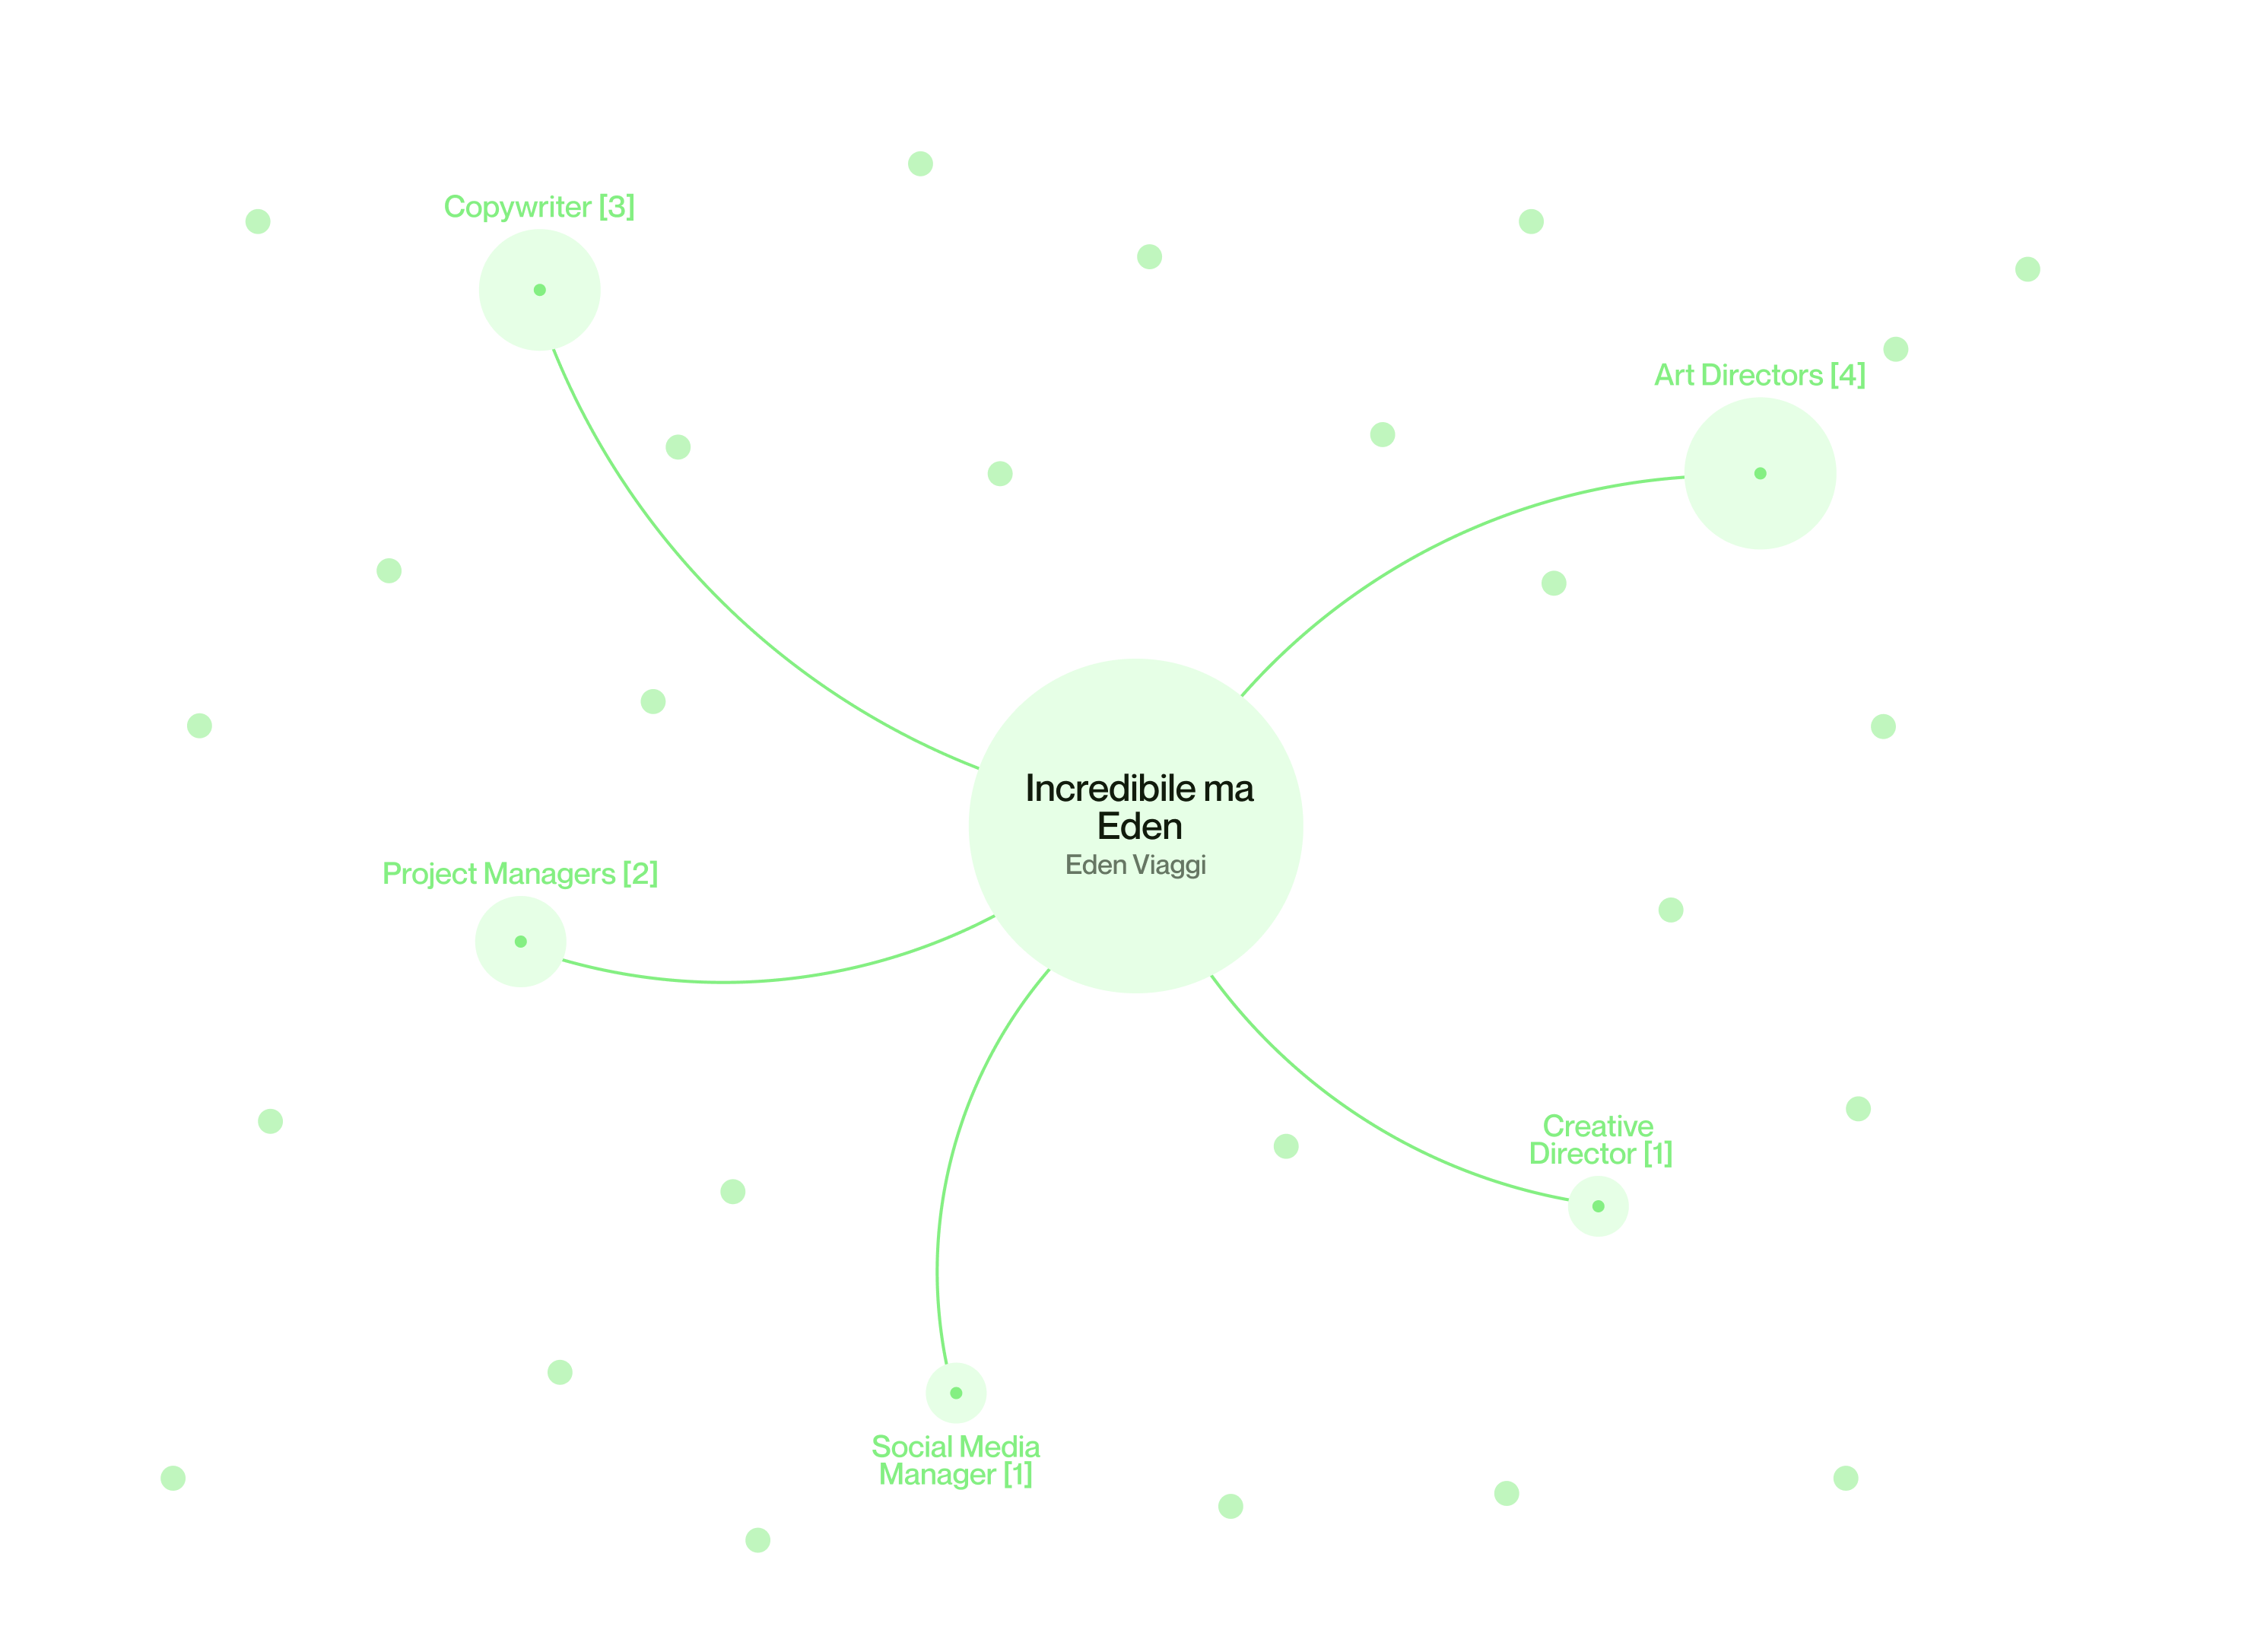 Copywriter [3]
Art Directors [4]
Incredibile ma
Eden
Eden Viaggi
Project Managers [2]
Creative
Director [1]
Social Media
Manager [1]